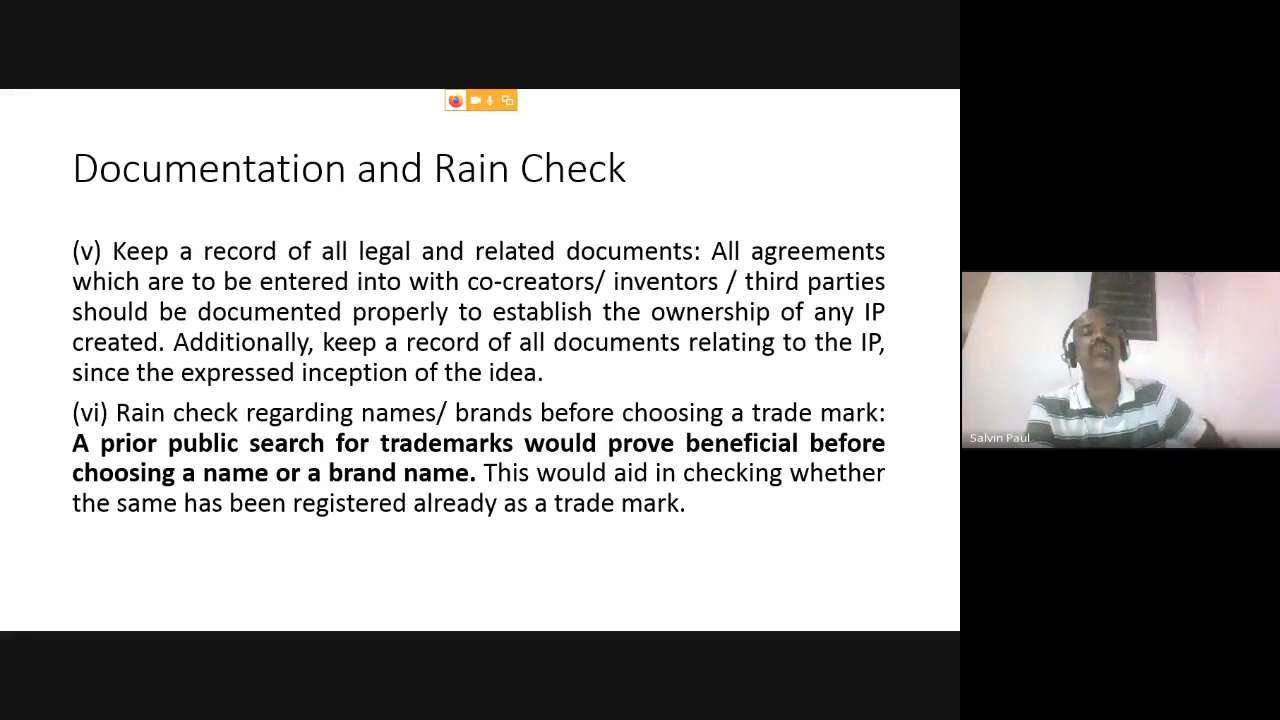 Documentation and Rain Check
(v) Keep a record of all legal and related documents: All agreements
which are to be entered into with co-creators/ inventors / third parties
should be documented properly to establish the ownership of any IP
created. Additionally, keep a record of all documents relating to the IP,
since the expressed inception of the idea.
(vi) Rain check regarding names/ brands before choosing a trade mark:
A prior public search for trademarks would prove beneficial before
choosing a name or a brand name. This would aid in checking whether
the same has been registered already as a trade mark.
Salvin Paul